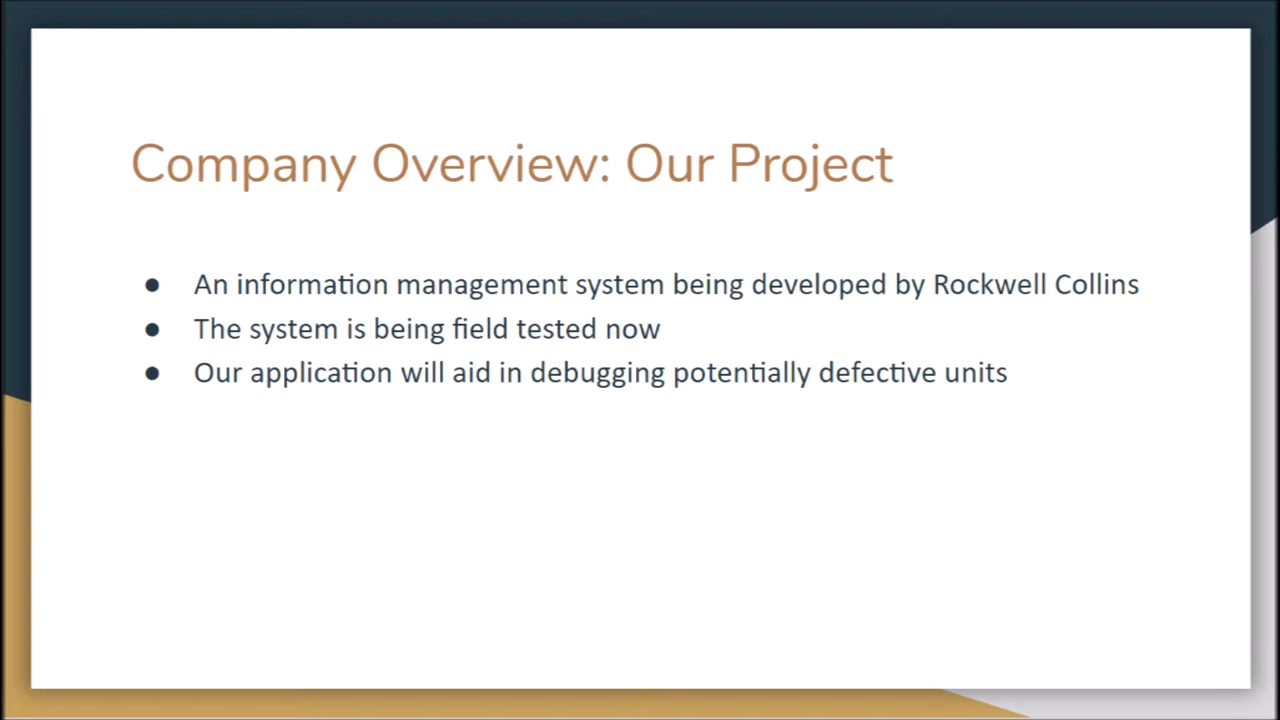 Company Overview: Our Project
● An information management system being developed by Rockwell Collins
● The system is being field tested now
● Our application will aid in debugging potentially defective units